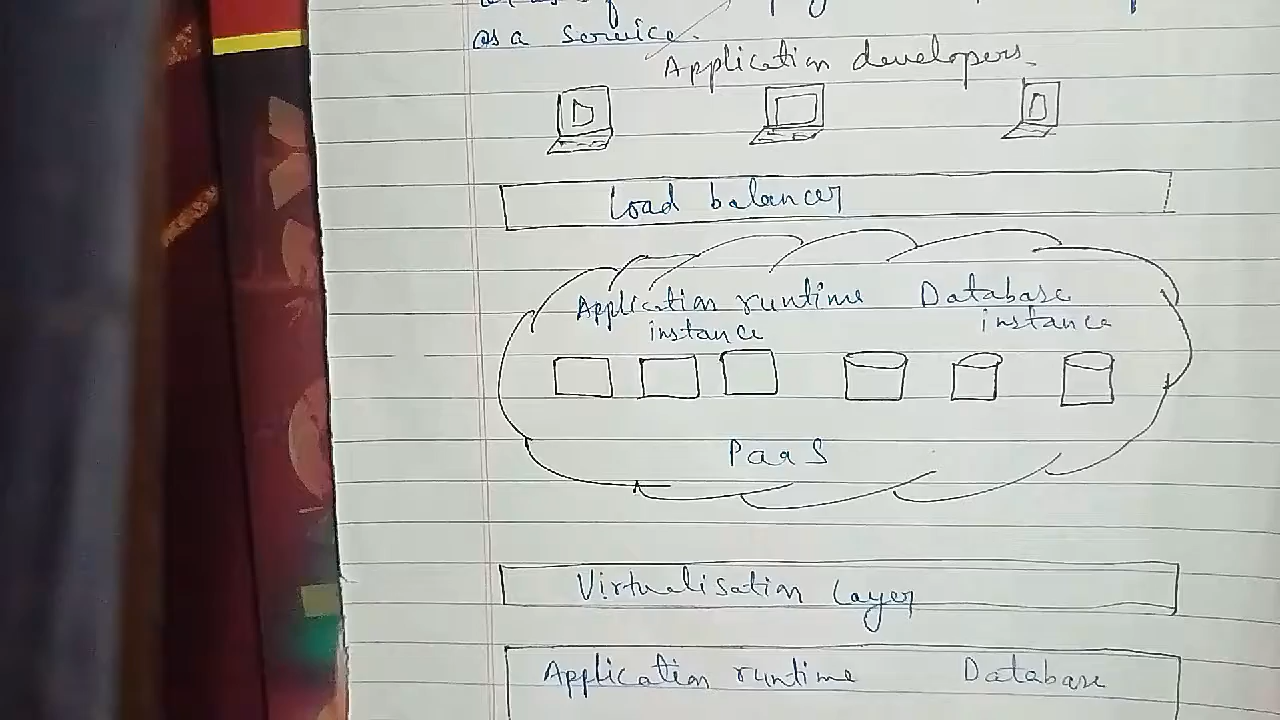 as a service.
Application developers
Load balancer
Application runtime Database
instance instance
PaaS
Virtualisation layer
Application runtime Database